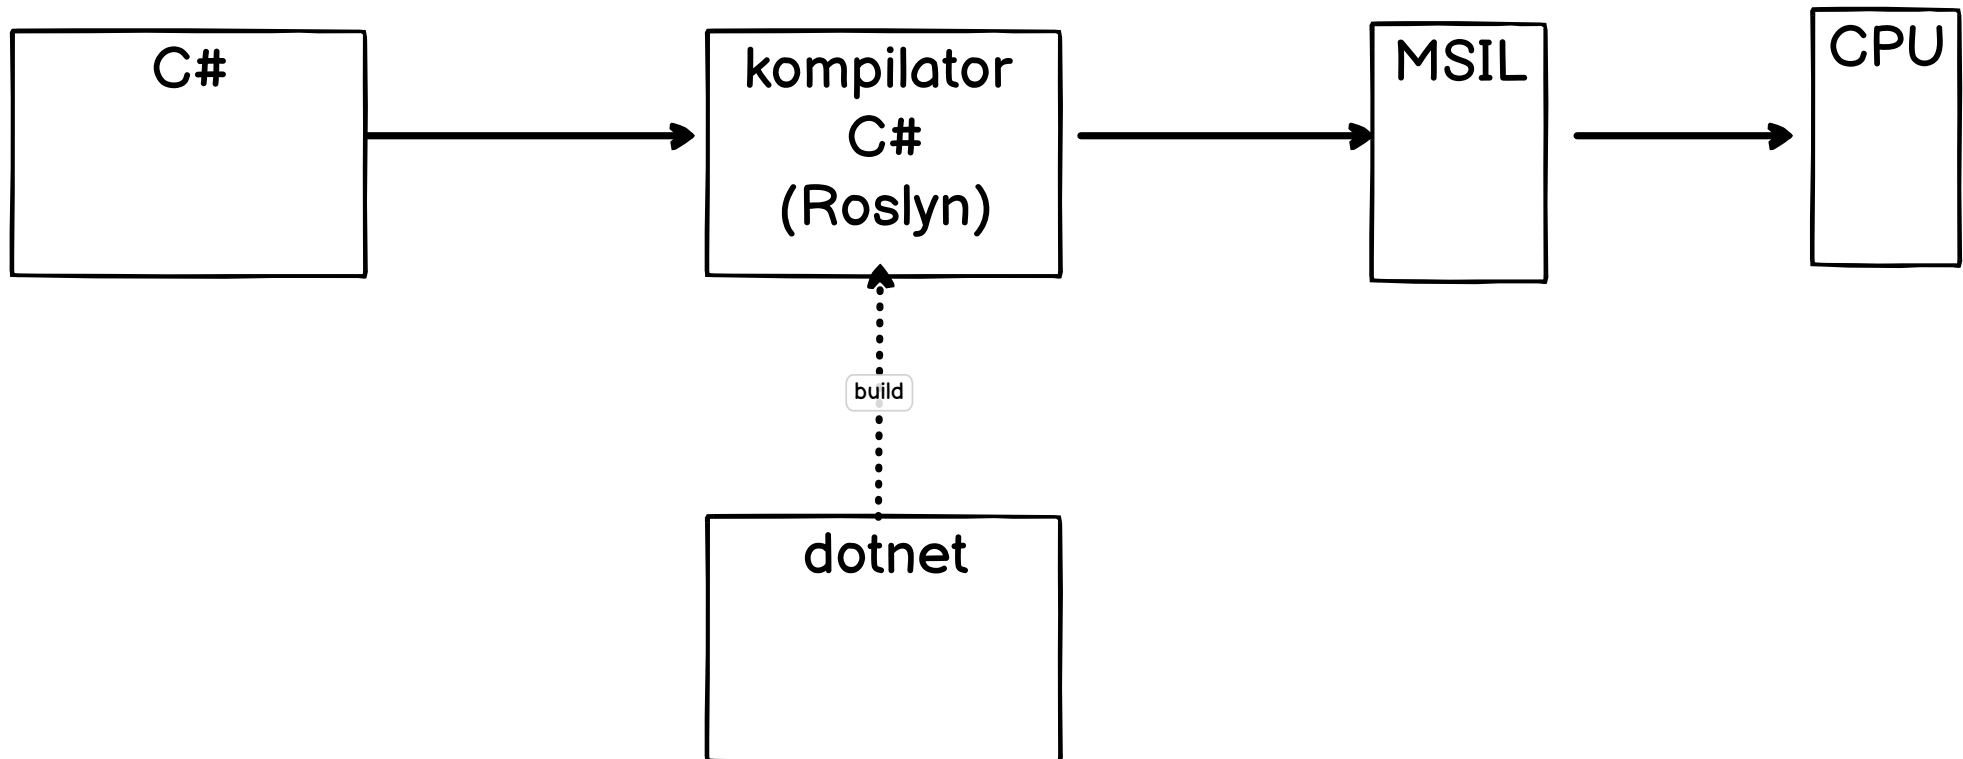 C#
kompilator
C#
(Roslyn)
MSIL
CPU
build
dotnet